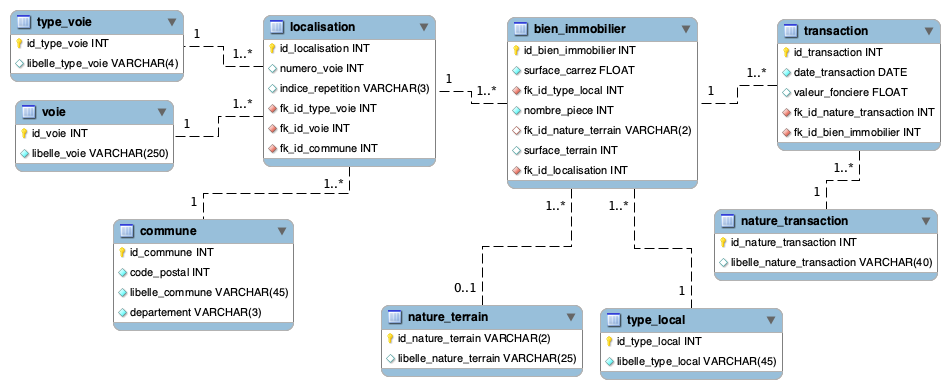 type_voie
id_type_voie INT
libelle_type_voie VARCHAR(4)
1
1..*
voie
id_voie INT
libelle_voie VARCHAR(250)
1
1..*
localisation
id_localisation INT
numero_voie INT
indice_repetition VARCHAR(3)
fk_id_type_voie INT
fk_id_voie INT
fk_id_commune INT
1
1..*
1..*
1
commune
id_commune INT
code_postal INT
libelle_commune VARCHAR(45)
departement VARCHAR(3)
bien_immobilier
id_bien_immobilier INT
surface_carrez FLOAT
fk_id_type_local INT
nombre_piece INT
fk_id_nature_terrain VARCHAR(2)
surface_terrain INT
fk_id_localisation INT
1
1..*
1..*
0..1
1..*
1
nature_terrain
id_nature_terrain VARCHAR(2)
libelle_nature_terrain VARCHAR(25)
type_local
id_type_local INT
libelle_type_local VARCHAR(45)
transaction
id_transaction INT
date_transaction DATE
valeur_fonciere FLOAT
fk_id_nature_transaction INT
fk_id_bien_immobilier INT
1..*
1
nature_transaction
id_nature_transaction INT
libelle_nature_transaction VARCHAR(40)